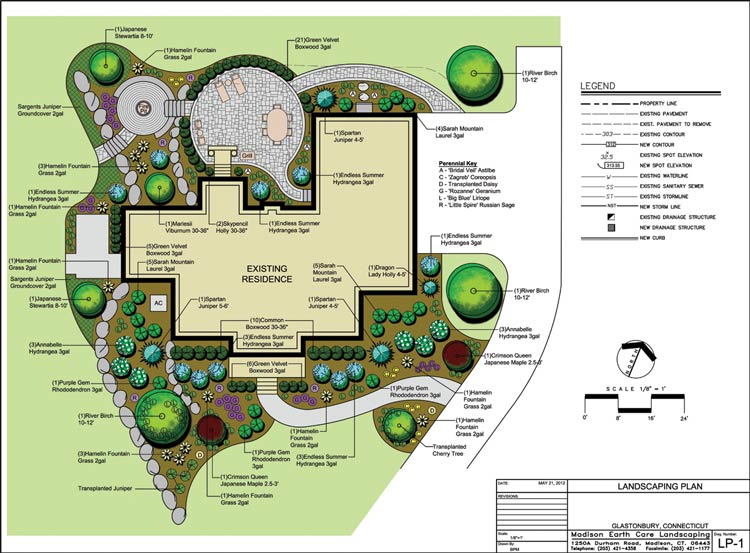 (1)Japanese
Stewartia 8-10'
(1)Hamelin Fountain
Grass 2gal
(21)Green Velvet
Boxwood 3gal
(1)River Birch
10-12'
Sargents Juniper
Groundcover 2gal
Fire
Pit
(1)Spartan
Juniper 4-5'
(4)Sarah Mountain
Laurel 3gal
(3)Hamelin Fountain
Grass 2gal
Grill
(1)Endless Summer
Hydrangea 3gal
(1)Endless Summer
Hydrangea 3gal
(1)Hamelin Fountain
Grass 2gal
(1)Mariesii
Viburnum 30-36"
(2)Skypencil
Holly 30-36"
(1)Endless Summer
Hydrangea 3gal
Perennial Key
A - 'Bridal Veil' Astilbe
C - 'Zagreb' Coreopsis
D - Transplanted Daisy
G - 'Rozanne' Geranium
L - 'Big Blue' Liriope
R - 'Little Spire' Russian Sage
(1)Endless Summer
Hydrangea 3gal
(5)Green Velvet
Boxwood 3gal
(5)Sarah Mountain
Laurel 3gal
(1)Hamelin Fountain
Grass 2gal
Sargents Juniper
Groundcover 2gal
(1)Japanese
Stewartia 8-10'
AC
EXISTING
RESIDENCE
(5)Sarah
Mountain
Laurel 3gal
(1)Dragon
Lady Holly 4-5'
(1)River Birch
10-12'
(1)Spartan
Juniper 5-6'
(1)Spartan
Juniper 4-5'
(10)Common
Boxwood 30-36"
(3)Endless Summer
Hydrangea 3gal
(3)Annabelle
Hydrangea 3gal
(3)Annabelle
Hydrangea 3gal
(6)Green Velvet
Boxwood 3gal
(1)Crimson Queen
Japanese Maple 2.5-3'
(1)Purple Gem
Rhododendron 3gal
(1)Purple Gem
Rhododendron 3gal
(1)Hamelin
Fountain
Grass 2gal
(1)River Birch
10-12'
(1)Hamelin
Fountain
Grass 2gal
(1)Hamelin
Fountain
Grass 2gal
(3)Hamelin Fountain
Grass 2gal
(1)Purple Gem
Rhododendron
3gal
(3)Endless Summer
Hydrangea 3gal
Transplanted
Cherry Tree
Transplanted Juniper
(1)Crimson Queen
Japanese Maple 2.5-3'
(1)Hamelin Fountain
Grass 2gal
LEGEND
PROPERTY LINE
EXISTING PAVEMENT
EXIST. PAVEMENT TO REMOVE
303 EXISTING CONTOUR
312 NEW CONTOUR
32.5 EXISTING SPOT ELEVATION
313.55 NEW SPOT ELEVATION
W EXISTING WATERLINE
SS EXISTING SANITARY SEWER
ST EXISTING STORMLINE
NST NEW STORM LINE
EXISTING DRAINAGE STRUCTURE
NEW DRAINAGE STRUCTURE
NEW CURB
NORTH
SCALE 1/8" = 1'
0' 8' 16' 24'
DATE: MAY 21, 2012
REVISIONS
LANDSCAPING PLAN
GLASTONBURY, CONNECTICUT
Scale:
1/8"=1'
Drawn By:
BPM
Madison Earth Care Landscaping
1250A Durham Road, Madison, CT. 06443
Telephone: (203) 421-4358 Facsimile: (203) 421-1177
Dwg. Number:
LP-1